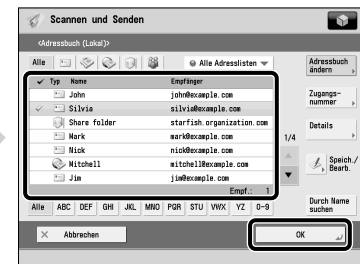 Scannen und Senden
<Adressbuch (Lokal)>
Alle
Alle Adresslisten
Adressbuch
ändern
Typ Name Empfänger
John john@example.com
Silvia silvia@example.com
Share folder starfish.organization.com
Mark mark@example.com
Nick nick@example.com
Mitchell mitchell@example.com
Jim jim@example.com
Empf.: 1
1/4
Zugangs-
nummer
Details
Speich./
Bearb.
Alle ABC DEF GHI JKL MNO PQR STU VWX YZ 0-9
Durch Name
suchen
Abbrechen
OK